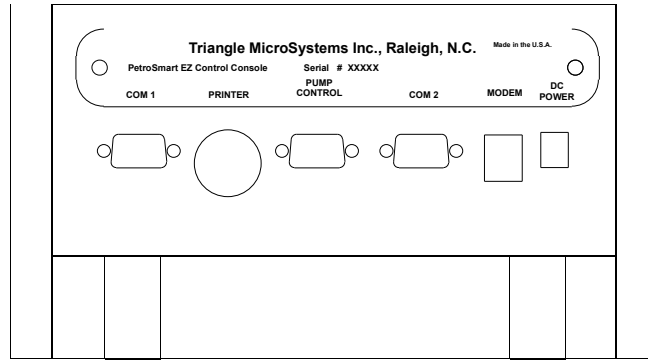 Triangle MicroSystems Inc., Raleigh, N.C. Made in the U.S.A.
PetroSmart EZ Control Console Serial # XXXXX
COM 1
PRINTER
PUMP
CONTROL
COM 2
MODEM
DC
POWER